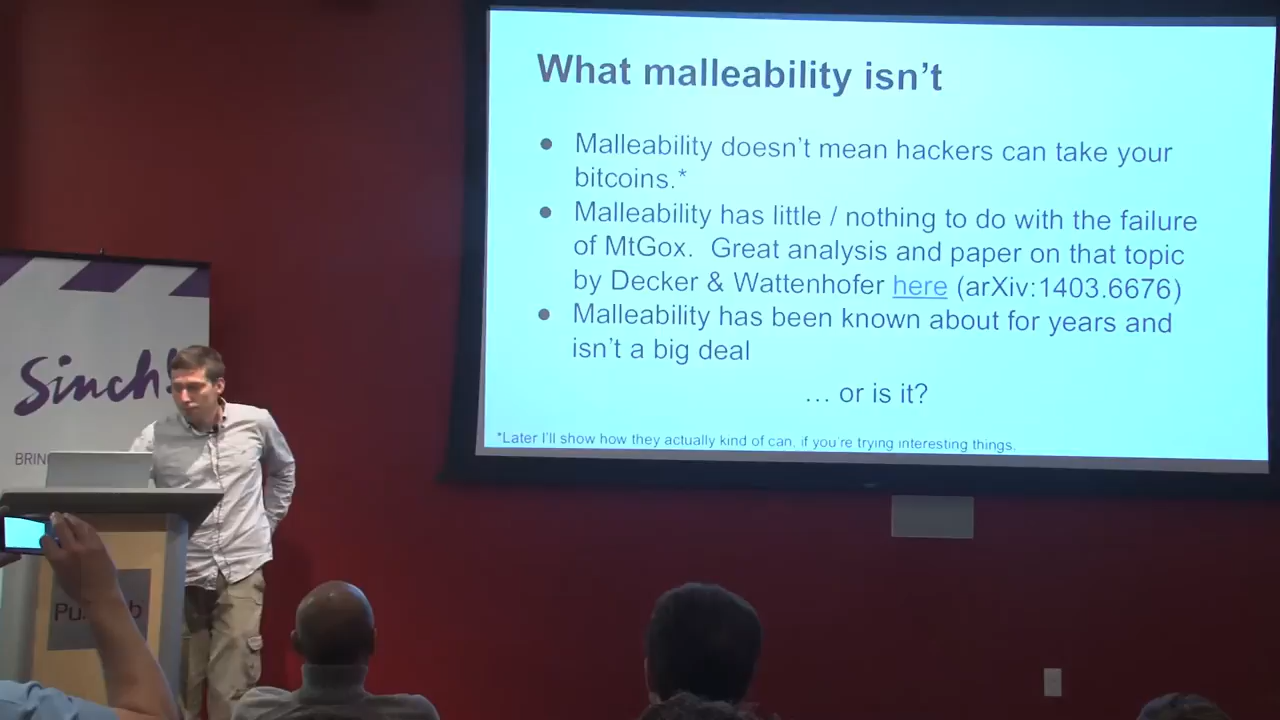 What malleability isn't
● Malleability doesn't mean hackers can take your
bitcoins.*
● Malleability has little / nothing to do with the failure
of MtGox. Great analysis and paper on that topic
by Decker & Wattenhofer here (arXiv:1403.6676)
● Malleability has been known about for years and
isn't a big deal
… or is it?
*Later I'll show how they actually kind of can, if you're trying interesting things.
Sinch!